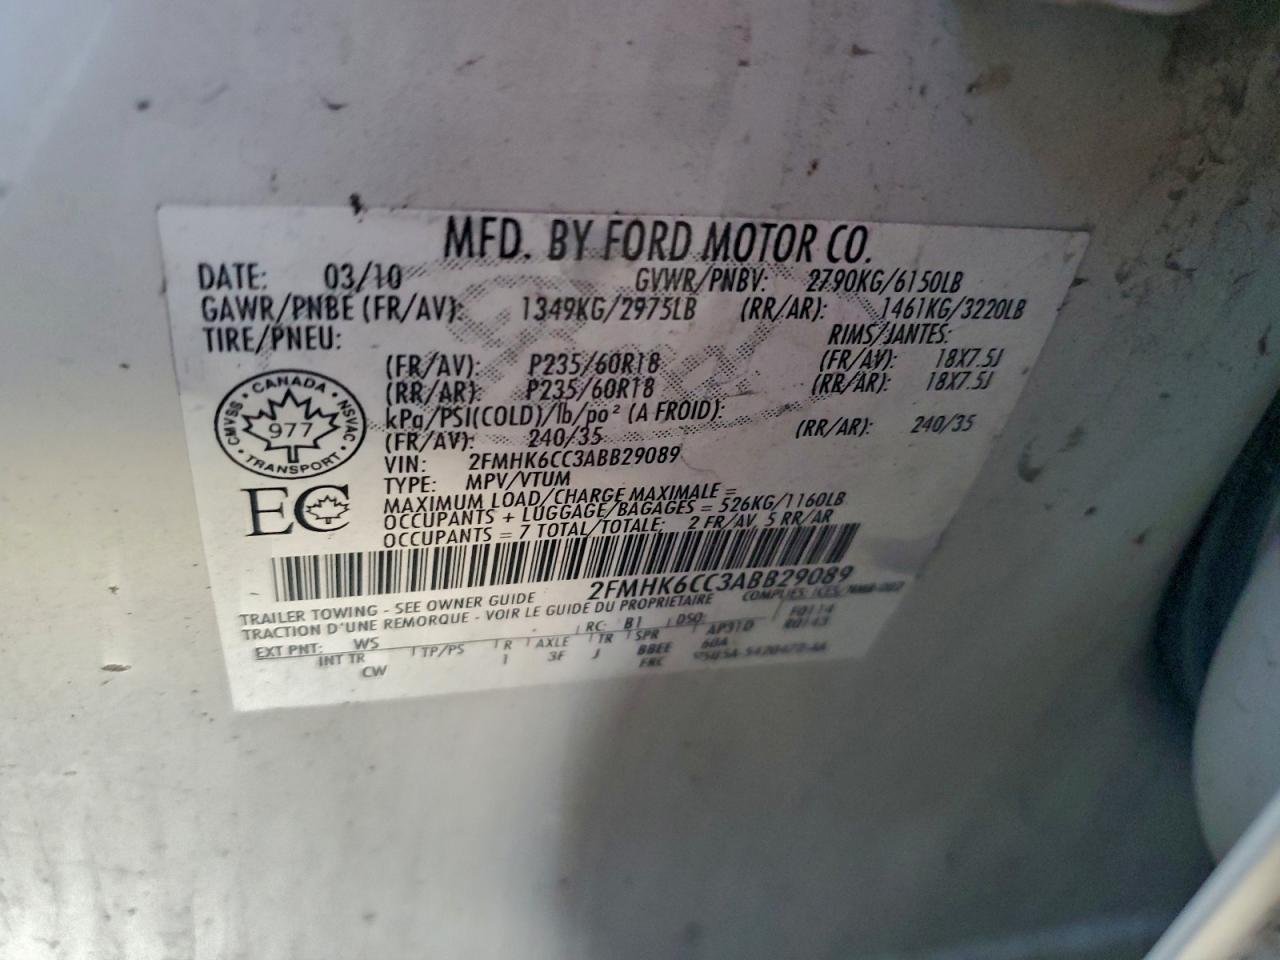 MFD. BY FORD MOTOR CO.
DATE: 03/10 GVWR/PNBV: 2790KG/6150LB
GAWR/PNBE (FR/AV): 1349KG/2975LB (RR/AR): 1461KG/3220LB
TIRE/PNEU: RIMS/JANTES:
(FR/AV): P235/60R18 (FR/AV): 18X7.5J
(RR/AR): P235/60R18 (RR/AR): 18X7.5J
kPa/PSI(COLD)/lb/po² (A FROID):
(FR/AV): 240/35 (RR/AR): 240/35
VIN: 2FMHK6CC3ABB29089
TYPE: MPV/VTUM
MAXIMUM LOAD/CHARGE MAXIMALE =
OCCUPANTS + LUGGAGE/BAGAGES = 526KG/1160LB
OCCUPANTS = 7 TOTAL/TOTALE: 2 FR/AV, 5 RR/AR
CANADA
CMVSS NSVAC
977
TRANSPORT
EC
2FMHK6CC3ABB29089
TRAILER TOWING - SEE OWNER GUIDE
TRACTION D'UNE REMORQUE - VOIR LE GUIDE DU PROPRIETAIRE
EXT PNT: WS RC: B1 DSO:
INT TR TP/PS R AXLE TR SPR AP31D
CW 1 3F J BBEE 60A
FRC